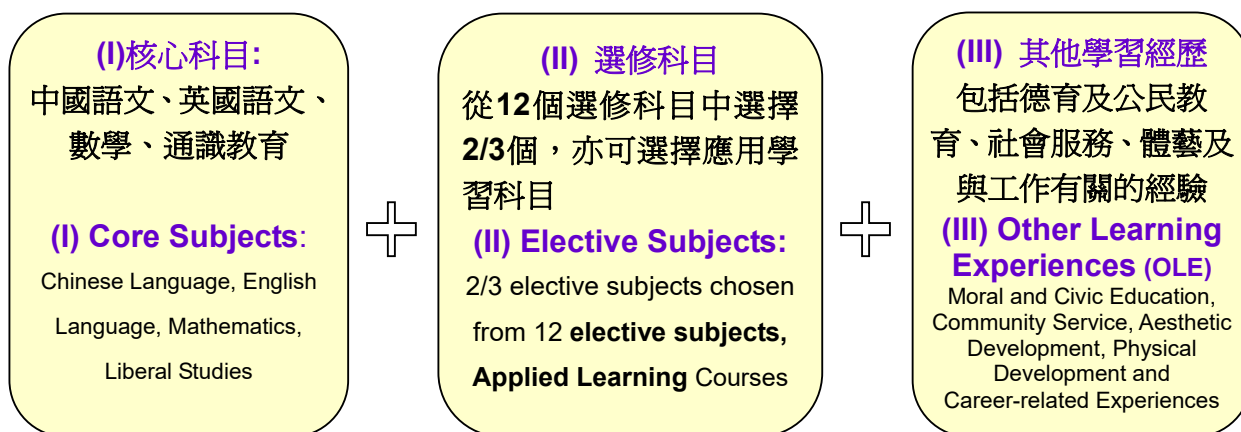 (I)核心科目:
中國語文、英國語文、
數學、通識教育
(I) Core Subjects:
Chinese Language, English
Language, Mathematics,
Liberal Studies
(II) 選修科目
從12個選修科目中選擇
2/3個，亦可選擇應用學
習科目
(II) Elective Subjects:
2/3 elective subjects chosen
from 12 elective subjects,
Applied Learning Courses
(III) 其他學習經歷
包括德育及公民教
育、社會服務、體藝及
與工作有關的經驗
(III) Other Learning
Experiences (OLE)
Moral and Civic Education,
Community Service, Aesthetic
Development, Physical
Development and
Career-related Experiences